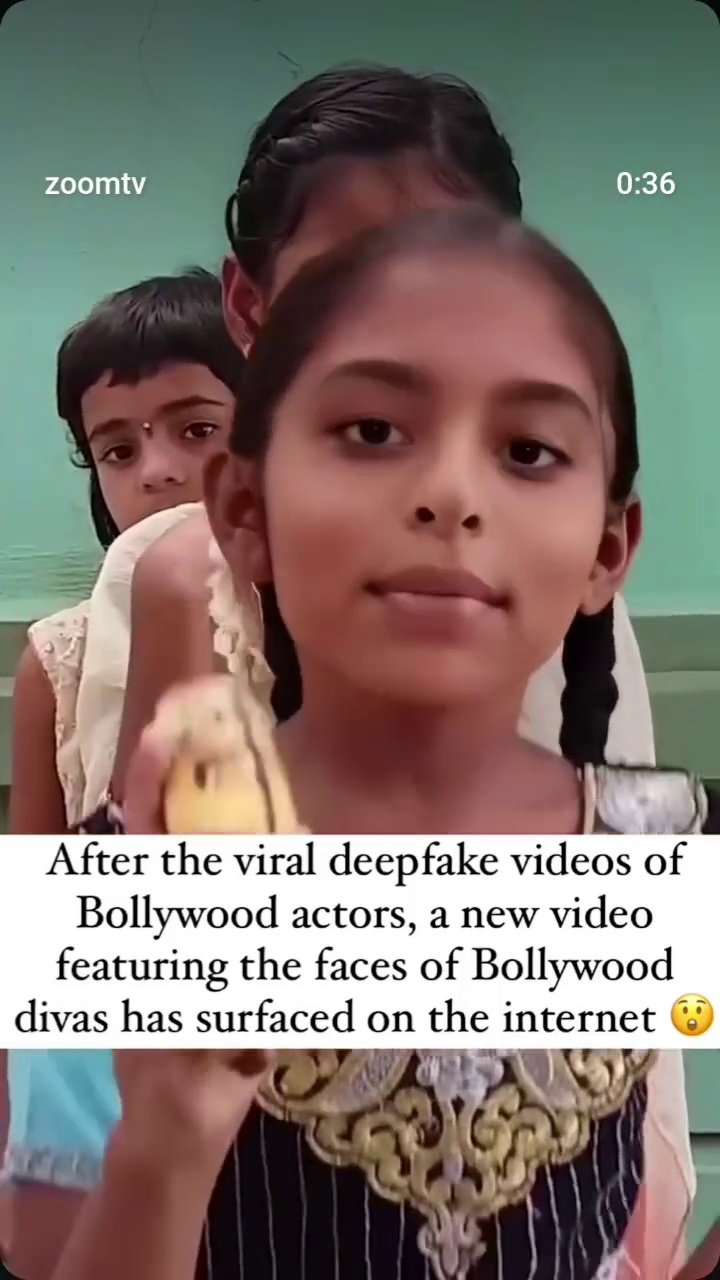 zoomtv
0:36
After the viral deepfake videos of
Bollywood actors, a new video
featuring the faces of Bollywood
divas has surfaced on the internet 😲